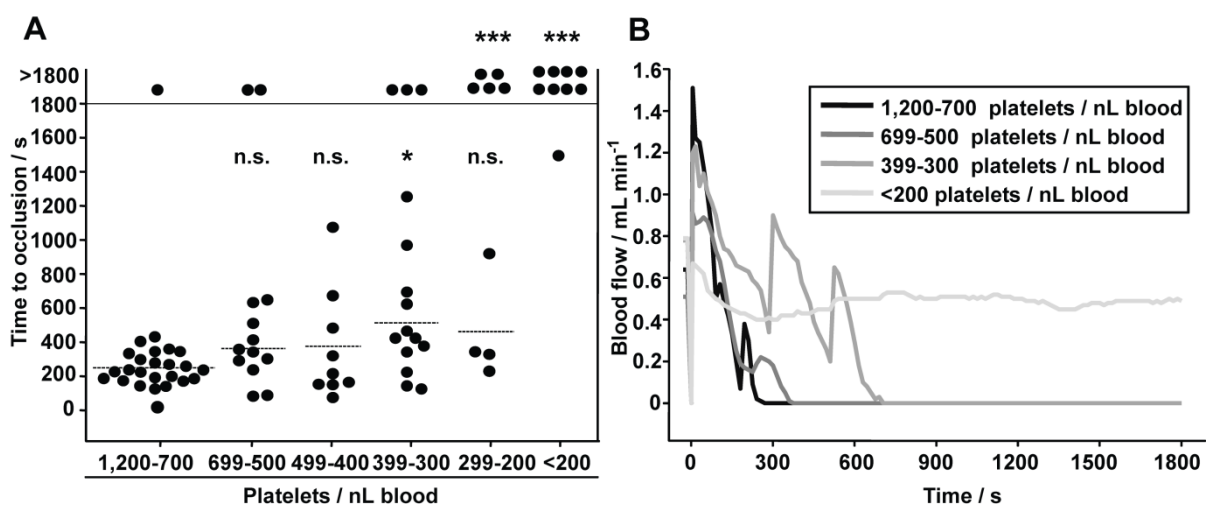 A
*** ***
>1800
1800
1600
1400
1200
1000
800
600
400
200
0
Time to occlusion / s
n.s. n.s. * n.s.
1,200-700 699-500 499-400 399-300 299-200 <200
Platelets / nL blood
B
1.6
1.4
1.2
1.0
0.8
0.6
0.4
0.2
0
Blood flow / mL min⁻¹
1,200-700 platelets / nL blood
699-500 platelets / nL blood
399-300 platelets / nL blood
<200 platelets / nL blood
0 300 600 900 1200 1500 1800
Time / s